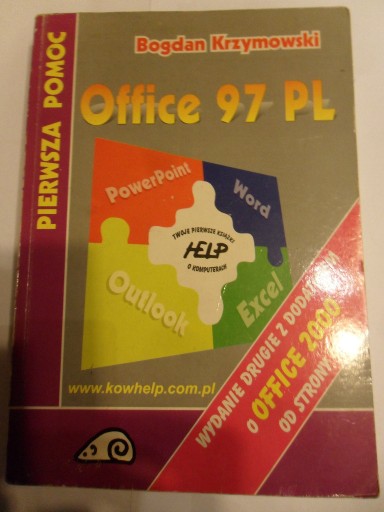 Bogdan Krzymowski
PIERWSZA POMOC
Office 97 PL
PowerPoint
Word
TWOJE PIERWSZE KSIĄŻKI
HELP
O KOMPUTERACH
Outlook
Excel
www.kowhelp.com.pl
WYDANIE DRUGIE Z DODATKIEM
O OFFICE 2000
OD STRONY